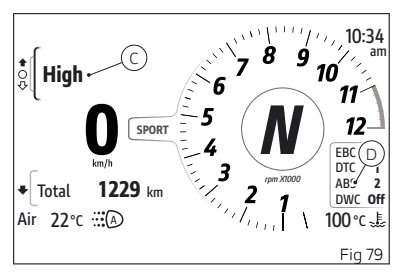 10:34
am
High
C
0
km/h
SPORT
N
rpm X1000
1
2
3
4
5
6
7
8
9
10
11
12
EBC
D
DTC 1
ABS 2
DWC Off
Total 1229 km
Air 22°C (A)
100 °C
Fig 79